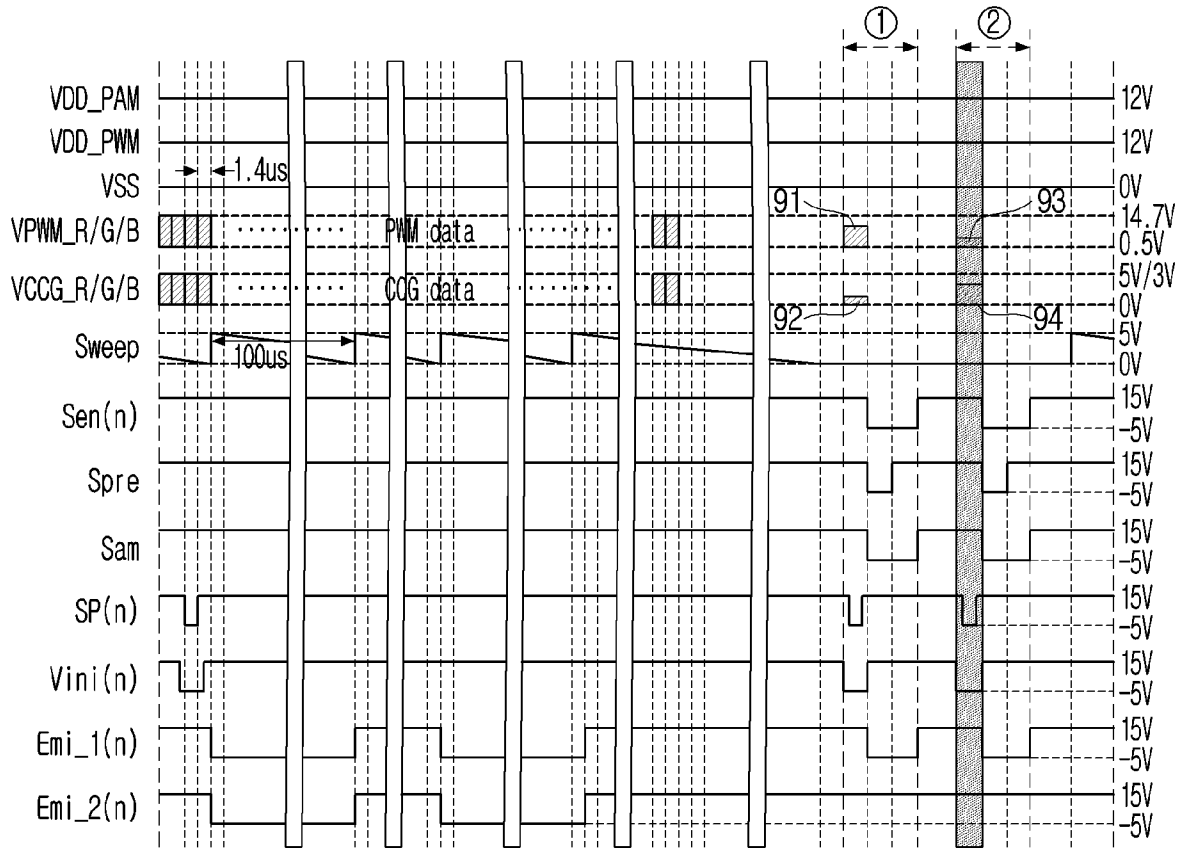 ① ②
VDD_PAM 12V
VDD_PWM 12V
1.4us
VSS 0V
91 93
14.7V
VPWM_R/G/B PWM data
0.5V
5V/3V
VCCG_R/G/B CCG data
0V
92 94
5V
Sweep
100us
0V
15V
Sen(n)
-5V
15V
Spre
-5V
15V
Sam
-5V
15V
SP(n)
-5V
15V
Vini(n)
-5V
15V
Emi_1(n)
-5V
15V
Emi_2(n)
-5V